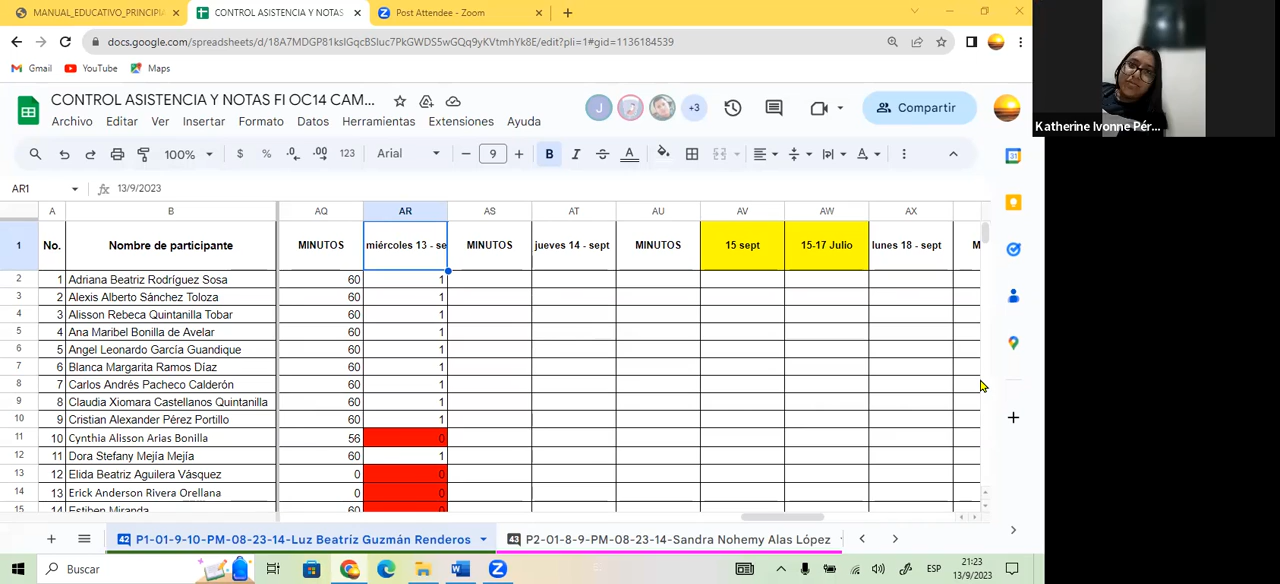 MANUAL_EDUCATIVO_PRINCIPI
CONTROL ASISTENCIA Y NOTAS
Post Attendee - Zoom
docs.google.com/spreadsheets/d/18A7MDGP81kslGqcBSluc7PkGWDS5wGQq9yKVtmhYk8E/edit?pli=1#gid=1136184539
Gmail YouTube Maps
CONTROL ASISTENCIA Y NOTAS FI OC14 CAM...
J +3 Compartir
Archivo Editar Ver Insertar Formato Datos Herramientas Extensiones Ayuda
100% $ % .0 .00 123 Arial 9 B I S A
AR1 fx 13/9/2023
A B AQ AR AS AT AU AV AW AX
1 No. Nombre de participante MINUTOS miércoles 13 - se MINUTOS jueves 14 - sept MINUTOS 15 sept 15-17 Julio lunes 18 - sept M
2 1 Adriana Beatriz Rodríguez Sosa 60 1
3 2 Alexis Alberto Sánchez Toloza 60 1
4 3 Alisson Rebeca Quintanilla Tobar 60 1
5 4 Ana Maribel Bonilla de Avelar 60 1
6 5 Angel Leonardo García Guandique 60 1
7 6 Blanca Margarita Ramos Díaz 60 1
8 7 Carlos Andrés Pacheco Calderón 60 1
9 8 Claudia Xiomara Castellanos Quintanilla 60 1
10 9 Cristian Alexander Pérez Portillo 60 1
11 10 Cynthia Alisson Arias Bonilla 56 0
12 11 Dora Stefany Mejía Mejía 60 1
13 12 Elida Beatriz Aguilera Vásquez 0 0
14 13 Erick Anderson Rivera Orellana 0 0
15 14 Estiben Miranda 60 0
42 P1-01-9-10-PM-08-23-14-Luz Beatriz Guzmán Renderos 43 P2-01-8-9-PM-08-23-14-Sandra Nohemy Alas López
Buscar ESP 21:23
13/9/2023
Katherine Ivonne Pér...
31